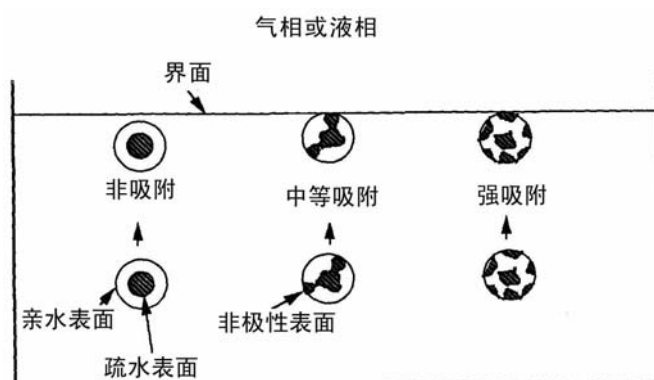 气相或液相
界面
非吸附
中等吸附
强吸附
亲水表面
非极性表面
疏水表面